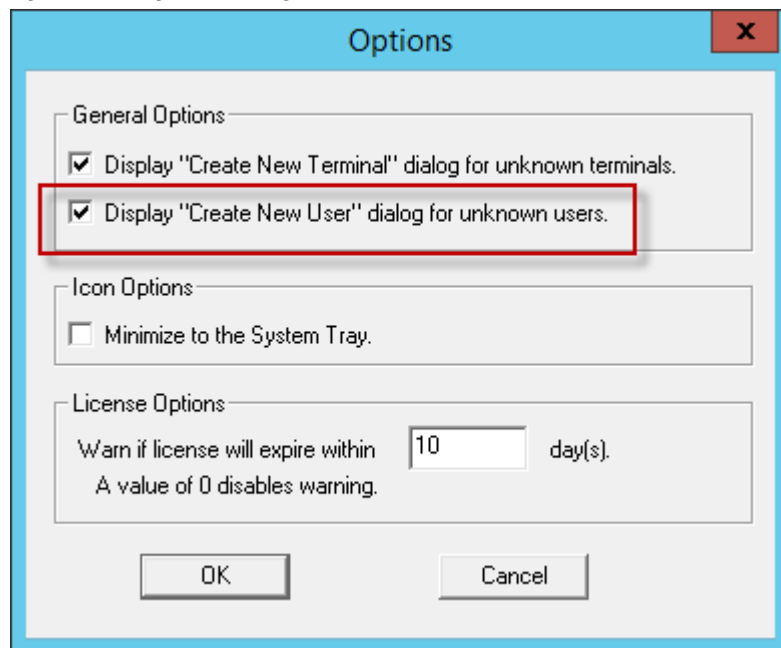 Options
x
General Options
Display "Create New Terminal" dialog for unknown terminals.
Display "Create New User" dialog for unknown users.
Icon Options
Minimize to the System Tray.
License Options
Warn if license will expire within 10 day(s).
A value of 0 disables warning.
OK Cancel